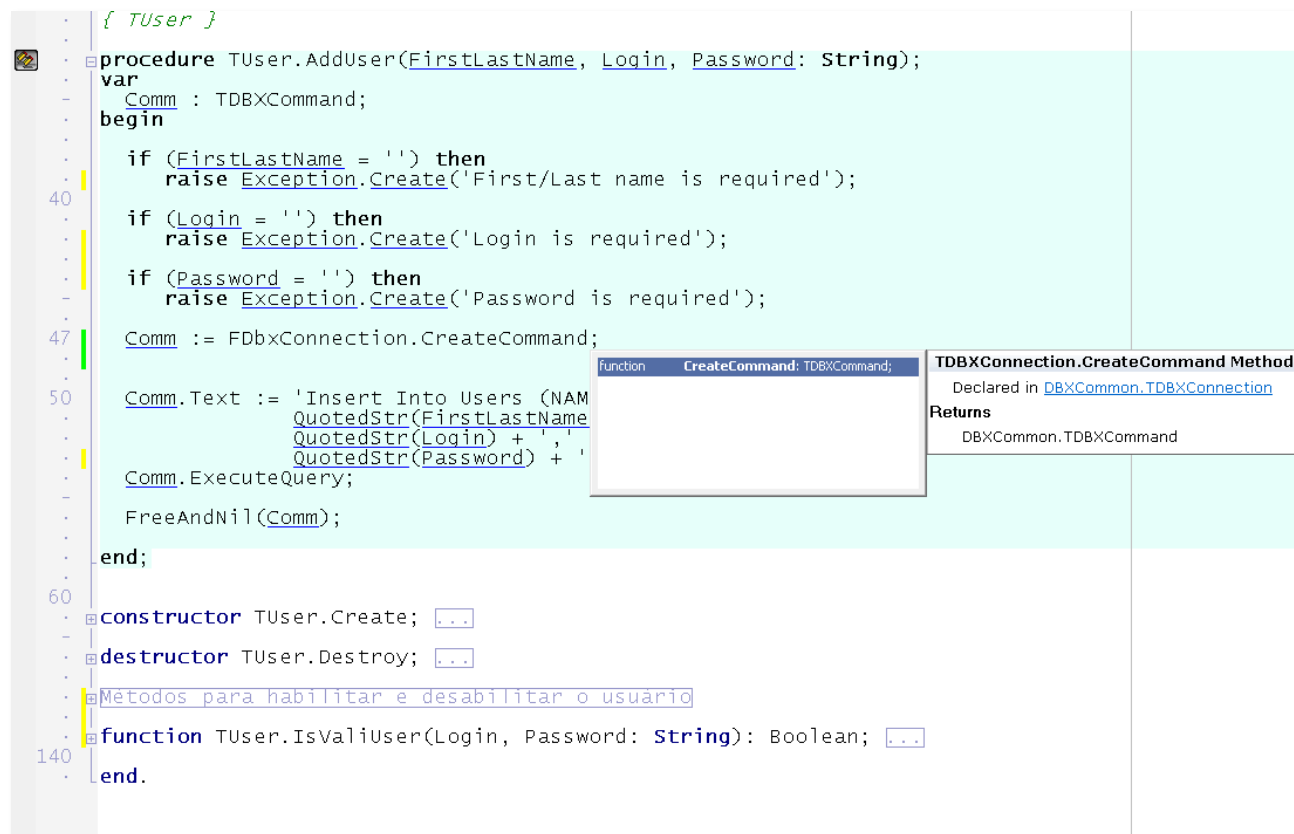 { TUser }
procedure TUser.AddUser(FirstLastName, Login, Password: String);
var
Comm : TDBXCommand;
begin
if (FirstLastName = '') then
raise Exception.Create('First/Last name is required');
40
if (Login = '') then
raise Exception.Create('Login is required');
if (Password = '') then
raise Exception.Create('Password is required');
47 Comm := FDbxConnection.CreateCommand;
function CreateCommand: TDBXCommand;
TDBXConnection.CreateCommand Method
Declared in DBXCommon.TDBXConnection
Returns
DBXCommon.TDBXCommand
50 Comm.Text := 'Insert Into Users (NAM
QuotedStr(FirstLastName
QuotedStr(Login) + ','
QuotedStr(Password) + '
Comm.ExecuteQuery;
FreeAndNil(Comm);
end;
60
constructor TUser.Create; ...
destructor TUser.Destroy; ...
Métodos para habilitar e desabilitar o usuário
function TUser.IsValiUser(Login, Password: String): Boolean; ...
140
end.